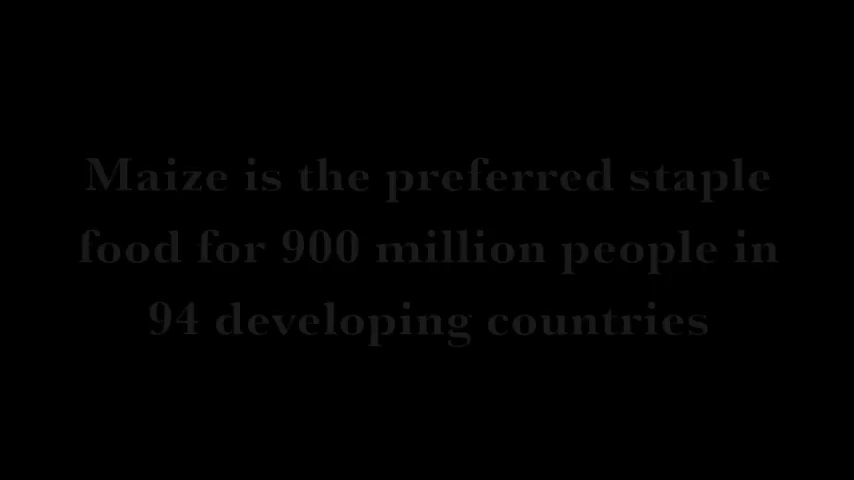 Maize is the preferred staple
food for 900 million people in
94 developing countries